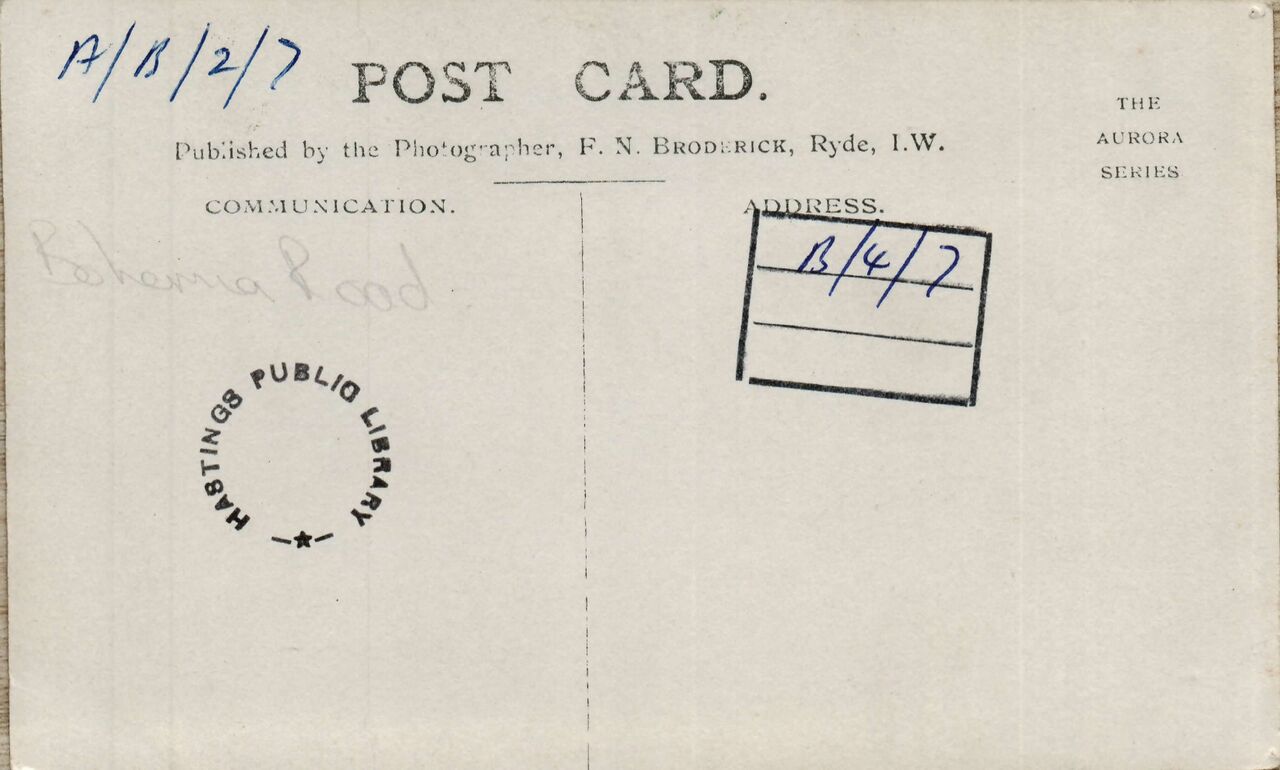 A/B/2/7
POST CARD.
Published by the Photographer, F. N. BRODERICK, Ryde, I.W.
THE
AURORA
SERIES
COMMUNICATION.
ADDRESS.
Bohemia Road
B/4/7
HASTINGS PUBLIC LIBRARY